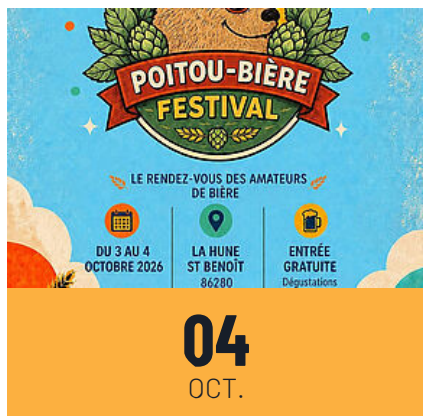 POITOU-BIÈRE
FESTIVAL
LE RENDEZ-VOUS DES AMATEURS
DE BIÈRE
DU 3 AU 4
OCTOBRE 2026
LA HUNE
ST BENOÎT
86280
ENTRÉE
GRATUITE
Dégustations
04
OCT.